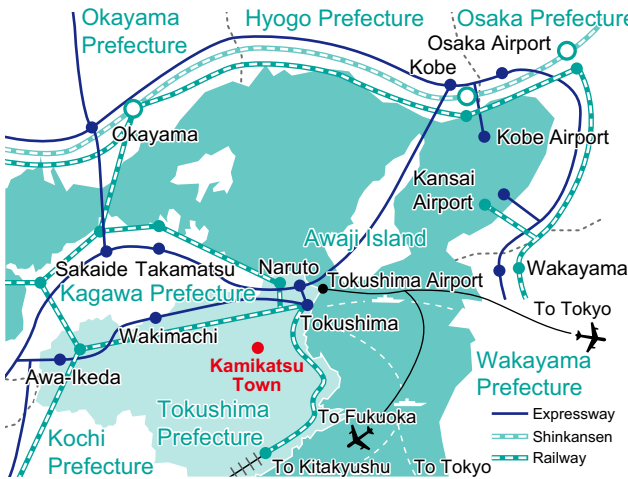 Okayama
Prefecture
Hyogo Prefecture
Osaka Prefecture
Osaka Airport
Kobe
Okayama
Kobe Airport
Kansai
Airport
Awaji Island
Sakaide
Takamatsu
Naruto
Tokushima Airport
Wakayama
Kagawa Prefecture
To Tokyo
Tokushima
Wakimachi
Kamikatsu
Town
Awa-Ikeda
Wakayama
Prefecture
Tokushima
Prefecture
To Fukuoka
Expressway
Shinkansen
Railway
Kochi
Prefecture
To Kitakyushu
To Tokyo